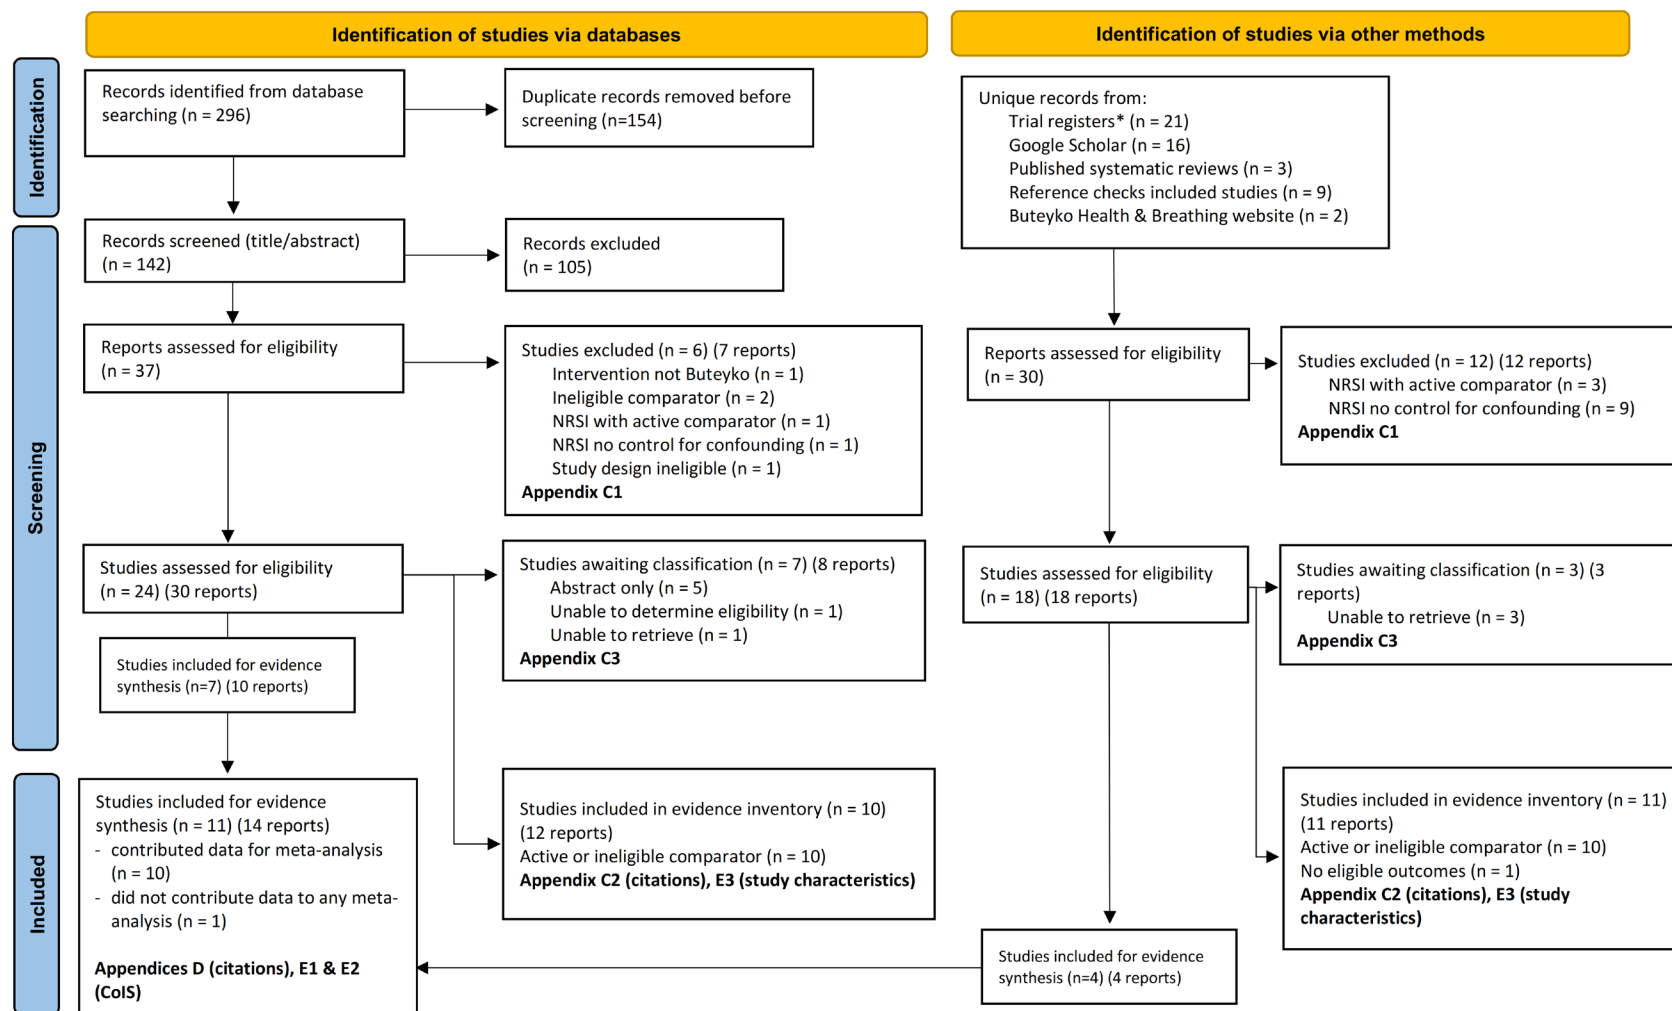 Identification of studies via databases
Identification of studies via other methods
Identification
Records identified from database
searching (n = 296)
Duplicate records removed before
screening (n=154)
Unique records from:
Trial registers* (n = 21)
Google Scholar (n = 16)
Published systematic reviews (n = 3)
Reference checks included studies (n = 9)
Buteyko Health & Breathing website (n = 2)
Screening
Records screened (title/abstract)
(n = 142)
Records excluded
(n = 105)
Reports assessed for eligibility
(n = 37)
Studies excluded (n = 6) (7 reports)
Intervention not Buteyko (n = 1)
Ineligible comparator (n = 2)
NRSI with active comparator (n = 1)
NRSI no control for confounding (n = 1)
Study design ineligible (n = 1)
Appendix C1
Reports assessed for eligibility
(n = 30)
Studies excluded (n = 12) (12 reports)
NRSI with active comparator (n = 3)
NRSI no control for confounding (n = 9)
Appendix C1
Studies assessed for eligibility
(n = 24) (30 reports)
Studies awaiting classification (n = 7) (8 reports)
Abstract only (n = 5)
Unable to determine eligibility (n = 1)
Unable to retrieve (n = 1)
Appendix C3
Studies assessed for eligibility
(n = 18) (18 reports)
Studies awaiting classification (n = 3) (3
reports)
Unable to retrieve (n = 3)
Appendix C3
Studies included for evidence
synthesis (n=7) (10 reports)
Included
Studies included for evidence
synthesis (n = 11) (14 reports)
- contributed data for meta-analysis
(n = 10)
- did not contribute data to any meta-
analysis (n = 1)
Appendices D (citations), E1 & E2
(CoIS)
Studies included in evidence inventory (n = 10)
(12 reports)
Active or ineligible comparator (n = 10)
Appendix C2 (citations), E3 (study characteristics)
Studies included for evidence
synthesis (n=4) (4 reports)
Studies included in evidence inventory (n = 11)
(11 reports)
Active or ineligible comparator (n = 10)
No eligible outcomes (n = 1)
Appendix C2 (citations), E3 (study
characteristics)